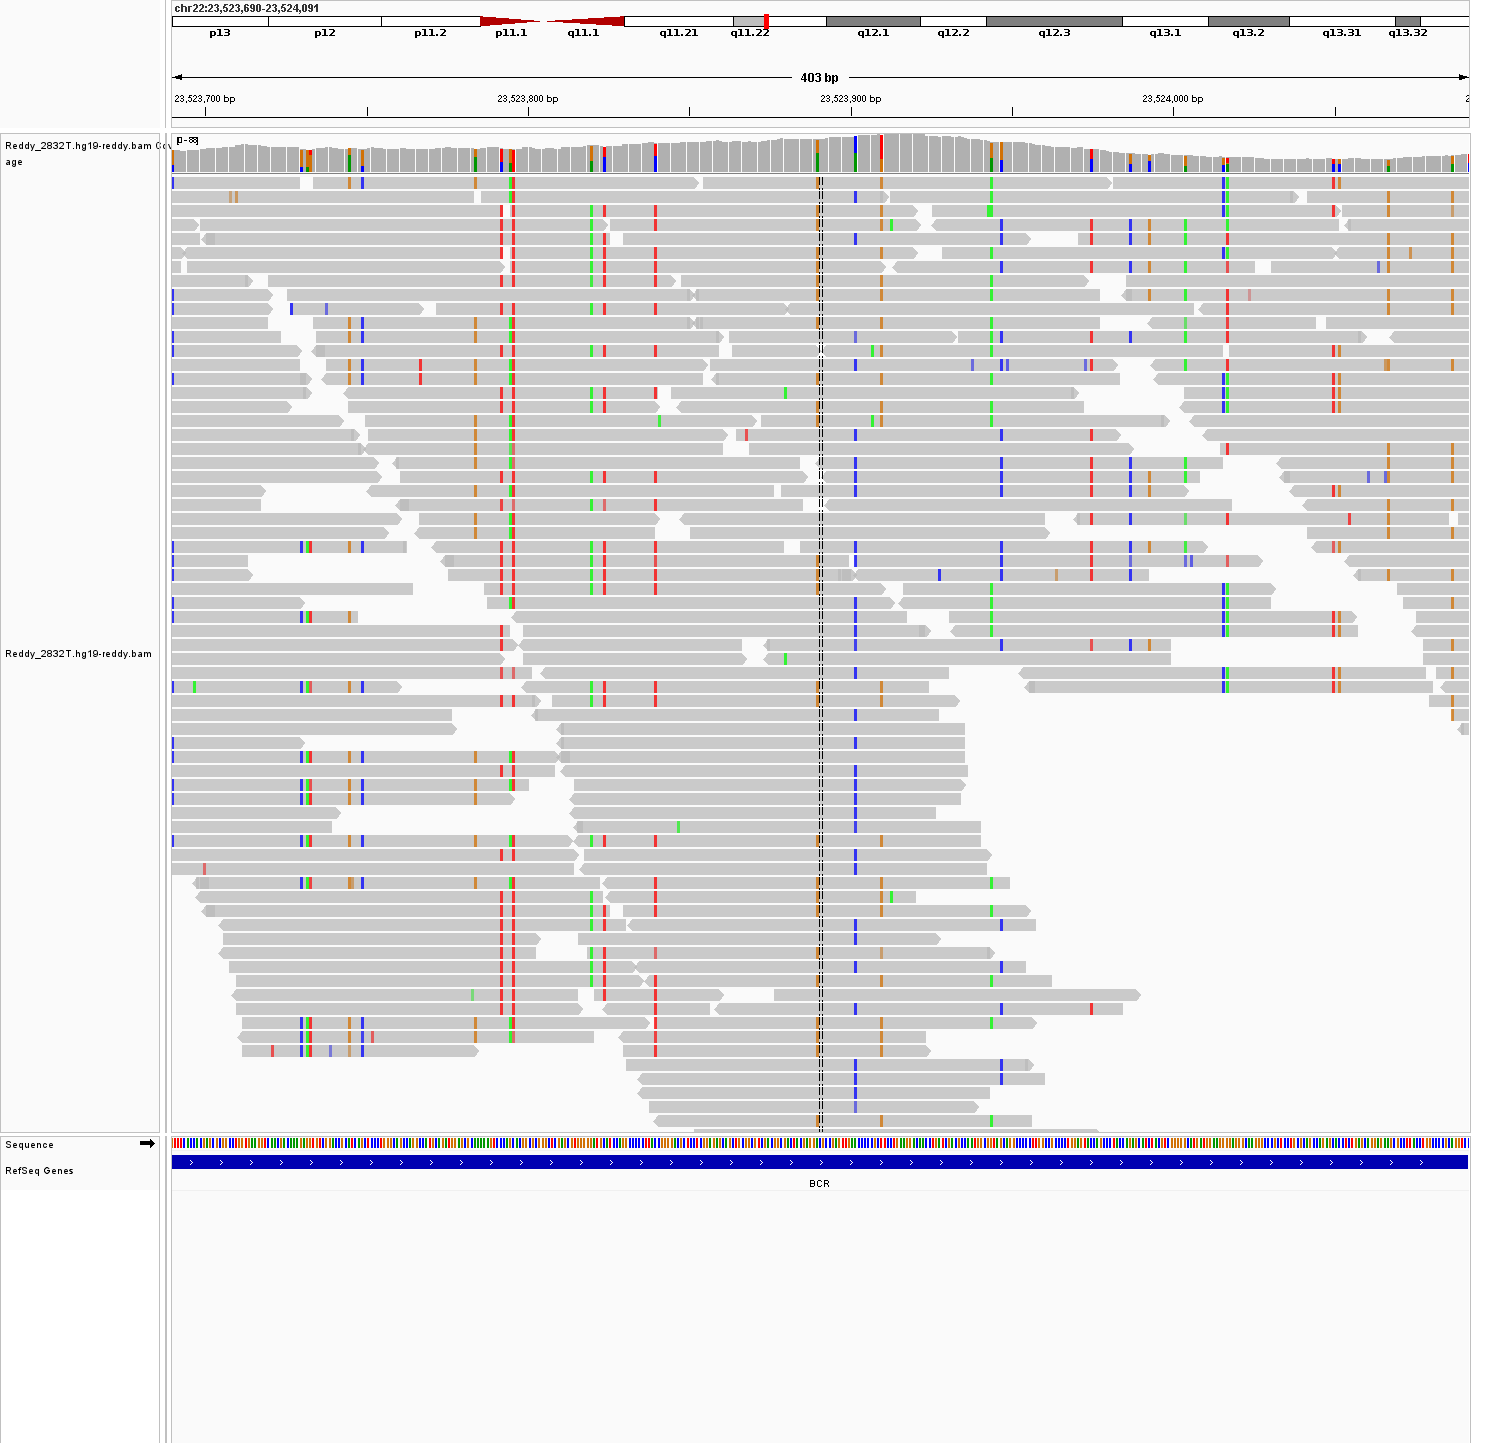 chr22:23,523,690-23,524,091
p13 p12 p11.2 p11.1 q11.1 q11.21 q11.22 q12.1 q12.2 q12.3 q13.1 q13.2 q13.31 q13.32
403 bp
23,523,700 bp 23,523,800 bp 23,523,900 bp 23,524,000 bp 2
Reddy_2832T.hg19-reddy.bam Cov
age
[0-88]
Reddy_2832T.hg19-reddy.bam
Sequence
RefSeq Genes
BCR